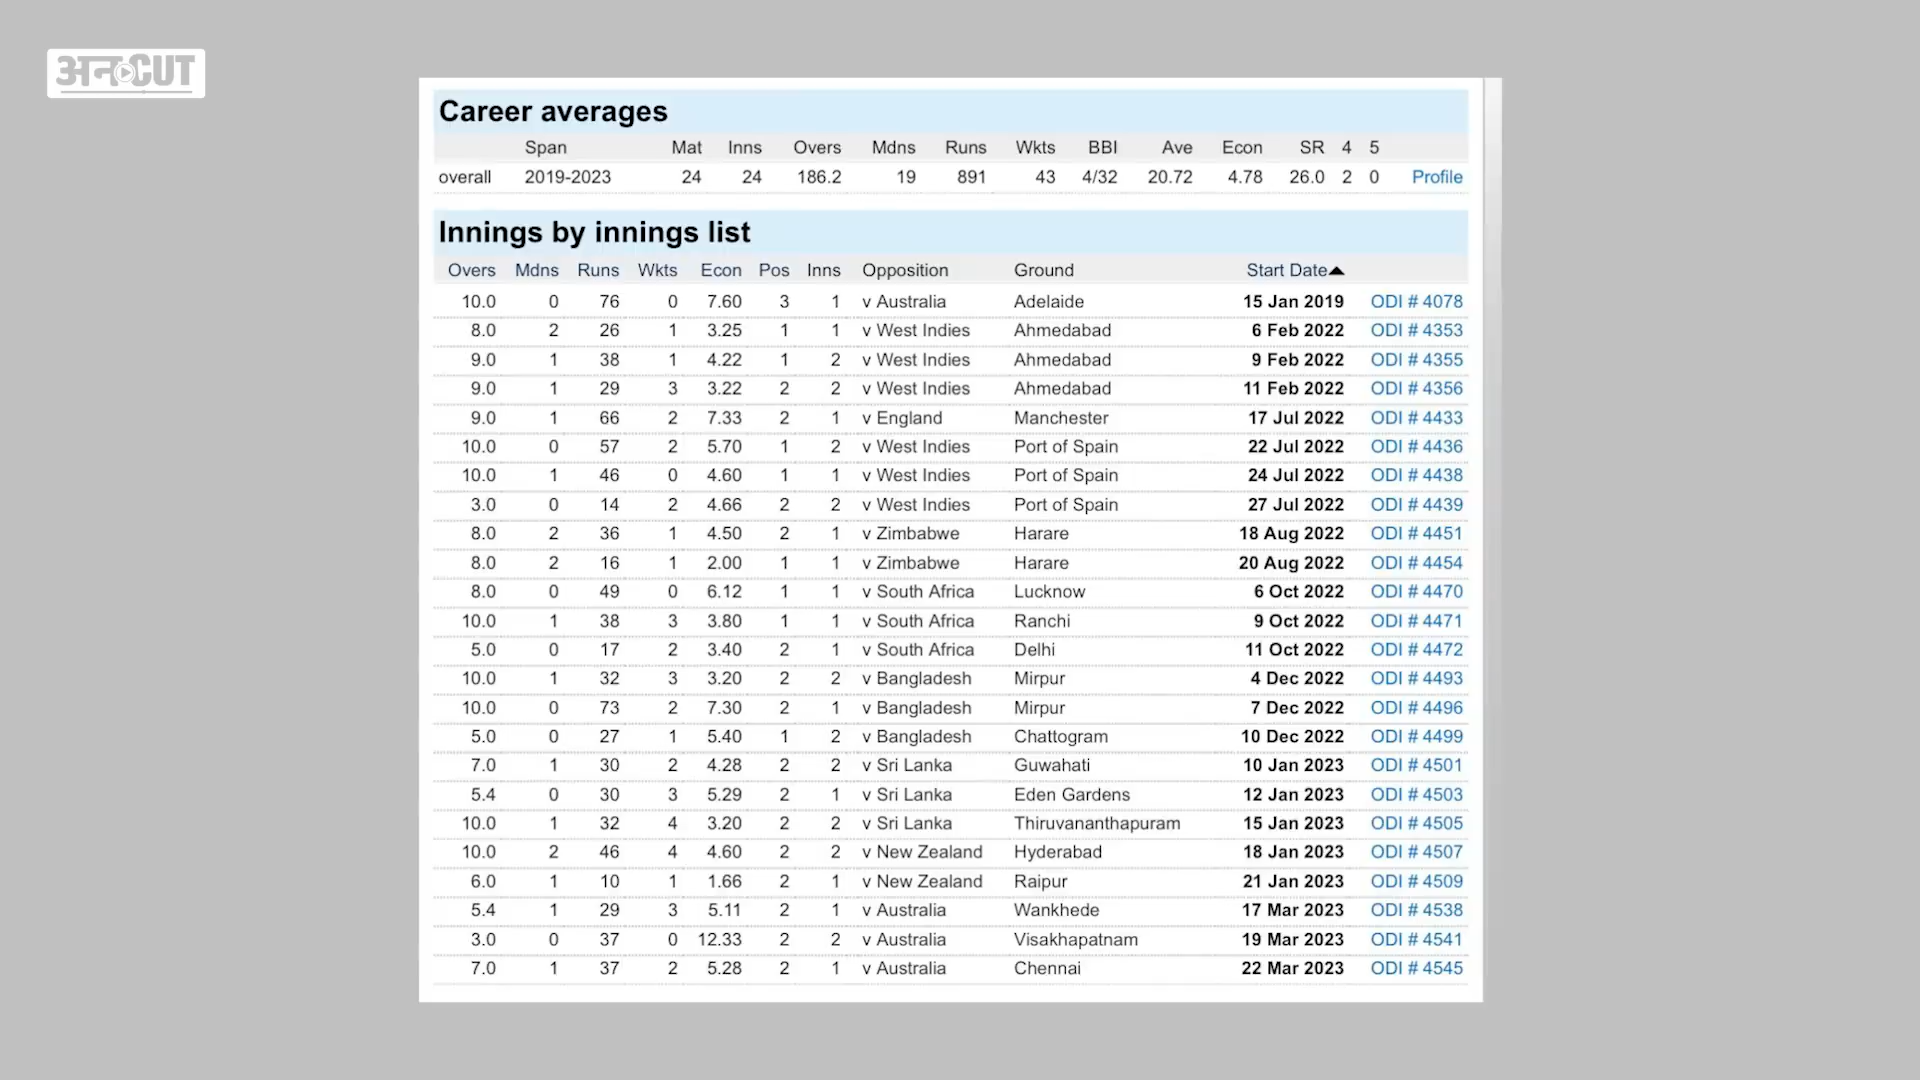 अनCUT
Career averages
Span Mat Inns Overs Mdns Runs Wkts BBI Ave Econ SR 4 5
overall 2019-2023 24 24 186.2 19 891 43 4/32 20.72 4.78 26.0 2 0 Profile
Innings by innings list
Overs Mdns Runs Wkts Econ Pos Inns Opposition Ground Start Date▲
10.0 0 76 0 7.60 3 1 v Australia Adelaide 15 Jan 2019 ODI # 4078
8.0 2 26 1 3.25 1 1 v West Indies Ahmedabad 6 Feb 2022 ODI # 4353
9.0 1 38 1 4.22 1 2 v West Indies Ahmedabad 9 Feb 2022 ODI # 4355
9.0 1 29 3 3.22 2 2 v West Indies Ahmedabad 11 Feb 2022 ODI # 4356
9.0 1 66 2 7.33 2 1 v England Manchester 17 Jul 2022 ODI # 4433
10.0 0 57 2 5.70 1 2 v West Indies Port of Spain 22 Jul 2022 ODI # 4436
10.0 1 46 0 4.60 1 1 v West Indies Port of Spain 24 Jul 2022 ODI # 4438
3.0 0 14 2 4.66 2 2 v West Indies Port of Spain 27 Jul 2022 ODI # 4439
8.0 2 36 1 4.50 2 1 v Zimbabwe Harare 18 Aug 2022 ODI # 4451
8.0 2 16 1 2.00 1 1 v Zimbabwe Harare 20 Aug 2022 ODI # 4454
8.0 0 49 0 6.12 1 1 v South Africa Lucknow 6 Oct 2022 ODI # 4470
10.0 1 38 3 3.80 1 1 v South Africa Ranchi 9 Oct 2022 ODI # 4471
5.0 0 17 2 3.40 2 1 v South Africa Delhi 11 Oct 2022 ODI # 4472
10.0 1 32 3 3.20 2 2 v Bangladesh Mirpur 4 Dec 2022 ODI # 4493
10.0 0 73 2 7.30 2 1 v Bangladesh Mirpur 7 Dec 2022 ODI # 4496
5.0 0 27 1 5.40 1 2 v Bangladesh Chattogram 10 Dec 2022 ODI # 4499
7.0 1 30 2 4.28 2 2 v Sri Lanka Guwahati 10 Jan 2023 ODI # 4501
5.4 0 30 3 5.29 2 1 v Sri Lanka Eden Gardens 12 Jan 2023 ODI # 4503
10.0 1 32 4 3.20 2 2 v Sri Lanka Thiruvananthapuram 15 Jan 2023 ODI # 4505
10.0 2 46 4 4.60 2 2 v New Zealand Hyderabad 18 Jan 2023 ODI # 4507
6.0 1 10 1 1.66 2 1 v New Zealand Raipur 21 Jan 2023 ODI # 4509
5.4 1 29 3 5.11 2 1 v Australia Wankhede 17 Mar 2023 ODI # 4538
3.0 0 37 0 12.33 2 2 v Australia Visakhapatnam 19 Mar 2023 ODI # 4541
7.0 1 37 2 5.28 2 1 v Australia Chennai 22 Mar 2023 ODI # 4545